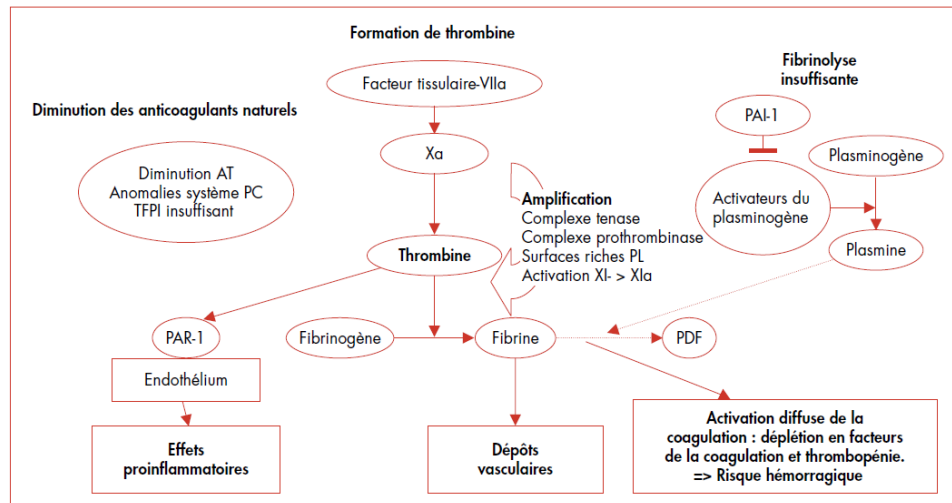 Formation de thrombine
Facteur tissulaire-VIIa
Fibrinolyse
insuffisante
Diminution des anticoagulants naturels
PAI-1
Xa
Plasminogène
Diminution AT
Anomalies système PC
TFPI insuffisant
Amplification
Complexe tenase
Complexe prothrombinase
Surfaces riches PL
Activation XI- > XIa
Activateurs du
plasminogène
Thrombine
Plasmine
PAR-1
Fibrinogène
Fibrine
PDF
Endothélium
Effets
proinflammatoires
Dépôts
vasculaires
Activation diffuse de la
coagulation : déplétion en facteurs
de la coagulation et thrombopénie.
=> Risque hémorragique